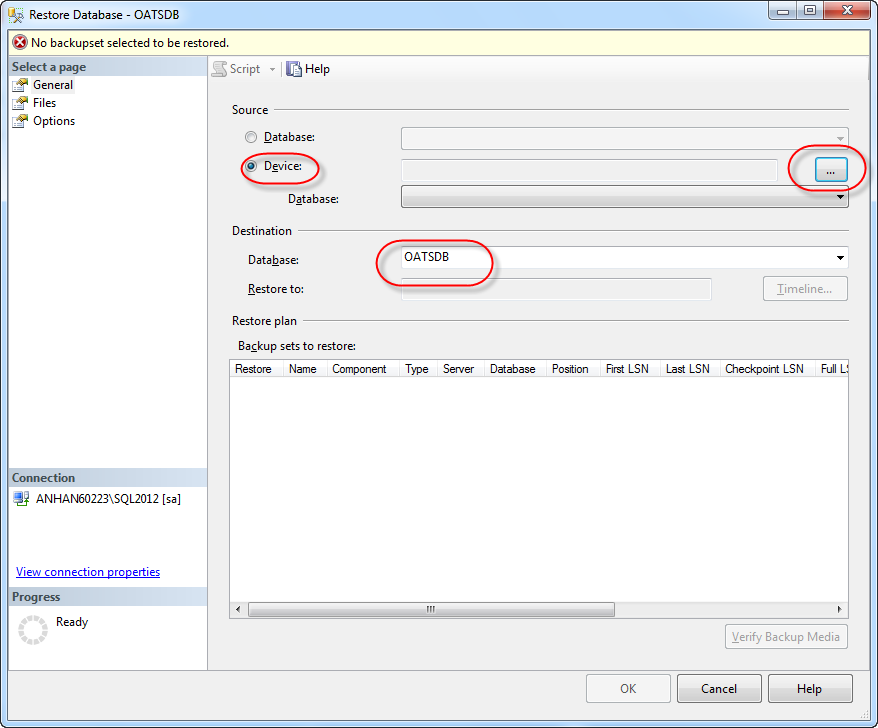 Restore Database - OATSDB
No backupset selected to be restored.
Select a page
General
Files
Options
Script
Help
Source
Database:
Device:
...
Database:
Destination
Database:
OATSDB
Restore to:
Timeline...
Restore plan
Backup sets to restore:
Restore Name Component Type Server Database Position First LSN Last LSN Checkpoint LSN Full LS
Connection
ANHAN60223\SQL2012 [sa]
View connection properties
Progress
Ready
Verify Backup Media
OK Cancel Help